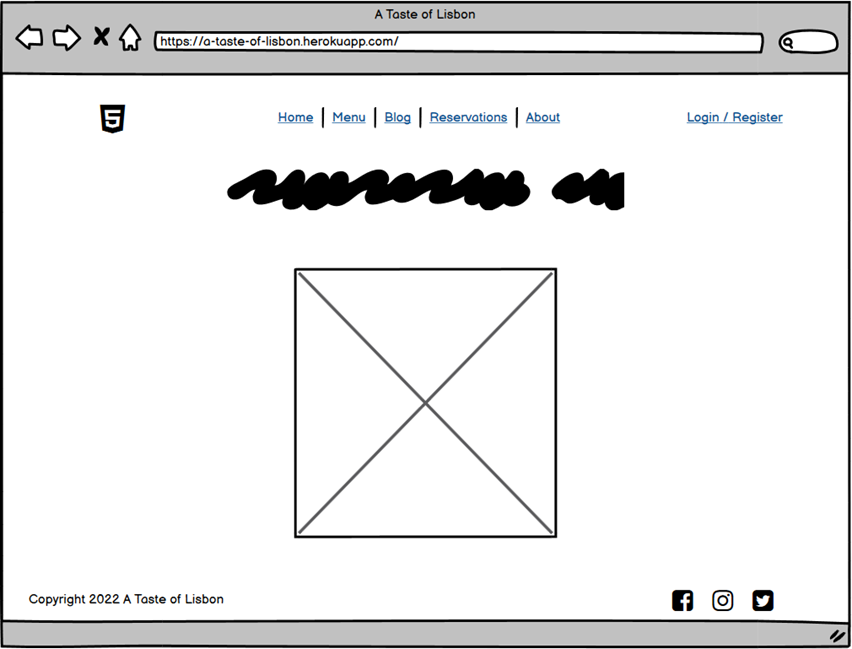 A Taste of Lisbon
https://a-taste-of-lisbon.herokuapp.com/
Home | Menu | Blog | Reservations | About
Login / Register
Copyright 2022 A Taste of Lisbon